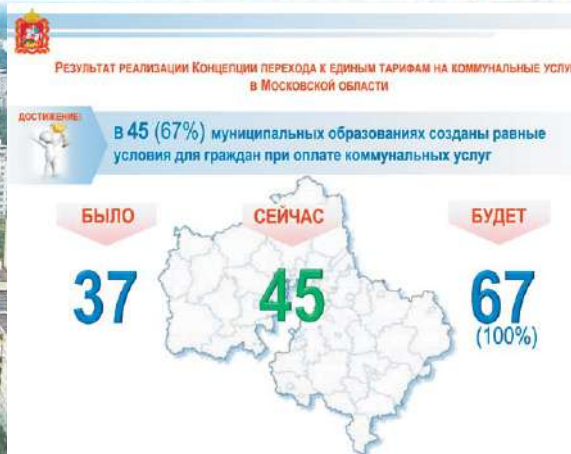 РЕЗУЛЬТАТ РЕАЛИЗАЦИИ КОНЦЕПЦИИ ПЕРЕХОДА К ЕДИНЫМ ТАРИФАМ НА КОММУНАЛЬНЫЕ УСЛУ
В МОСКОВСКОЙ ОБЛАСТИ
ДОСТИЖЕНИЕ:
В 45 (67%) муниципальных образованиях созданы равные
условия для граждан при оплате коммунальных услуг
БЫЛО
СЕЙЧАС
БУДЕТ
37
45
67
(100%)